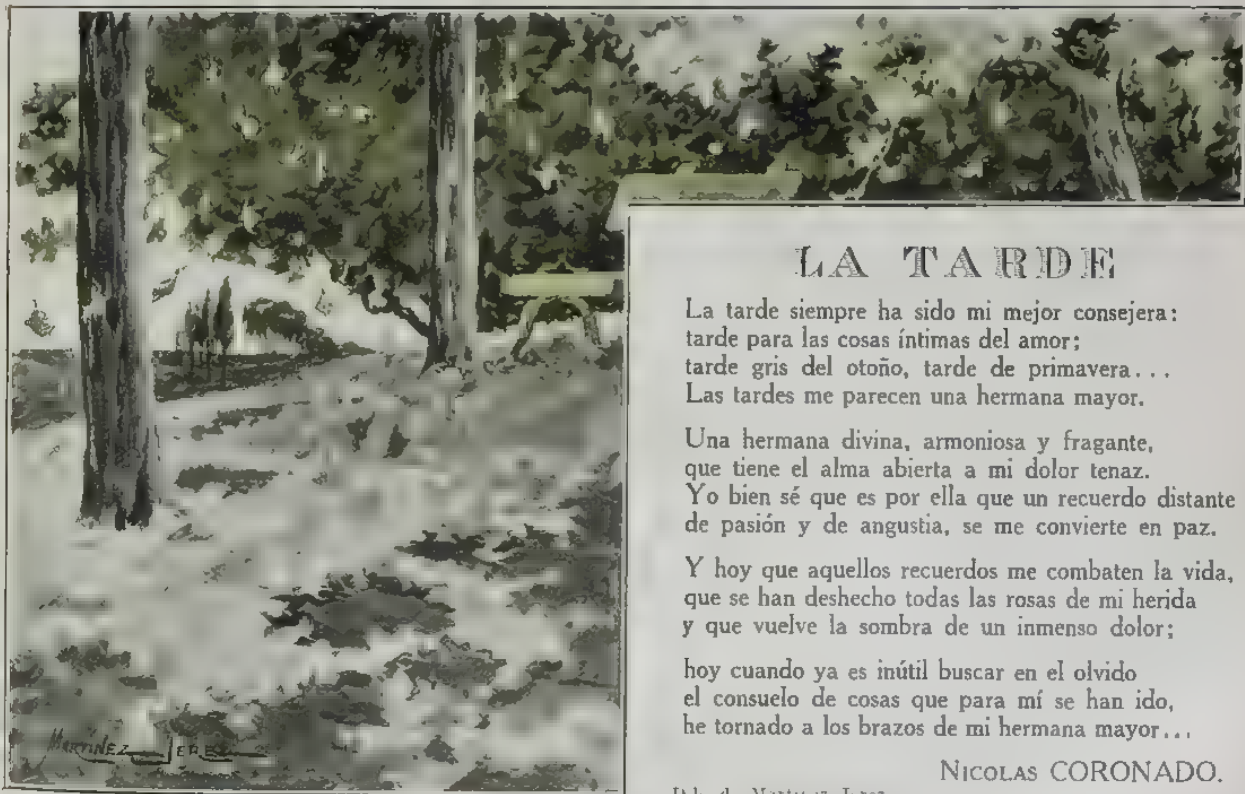 LA TARDE
La tarde siempre ha sido mi mejor consejera:
tarde para las cosas íntimas del amor;
tarde gris del otoño, tarde de primavera...
Las tardes me parecen una hermana mayor.
Una hermana divina, armoniosa y fragante,
que tiene el alma abierta a mi dolor tenaz.
Yo bien sé que es por ella que un recuerdo distante
de pasión y de angustia, se me convierte en paz.
Y hoy que aquellos recuerdos me combaten la vida,
que se han deshecho todas las rosas de mi herida
y que vuelve la sombra de un inmenso dolor;
hoy cuando ya es inútil buscar en el olvido
el consuelo de cosas que para mí se han ido,
he tornado a los brazos de mi hermana mayor...
NICOLAS CORONADO.
MARTÍNEZ JEREZ